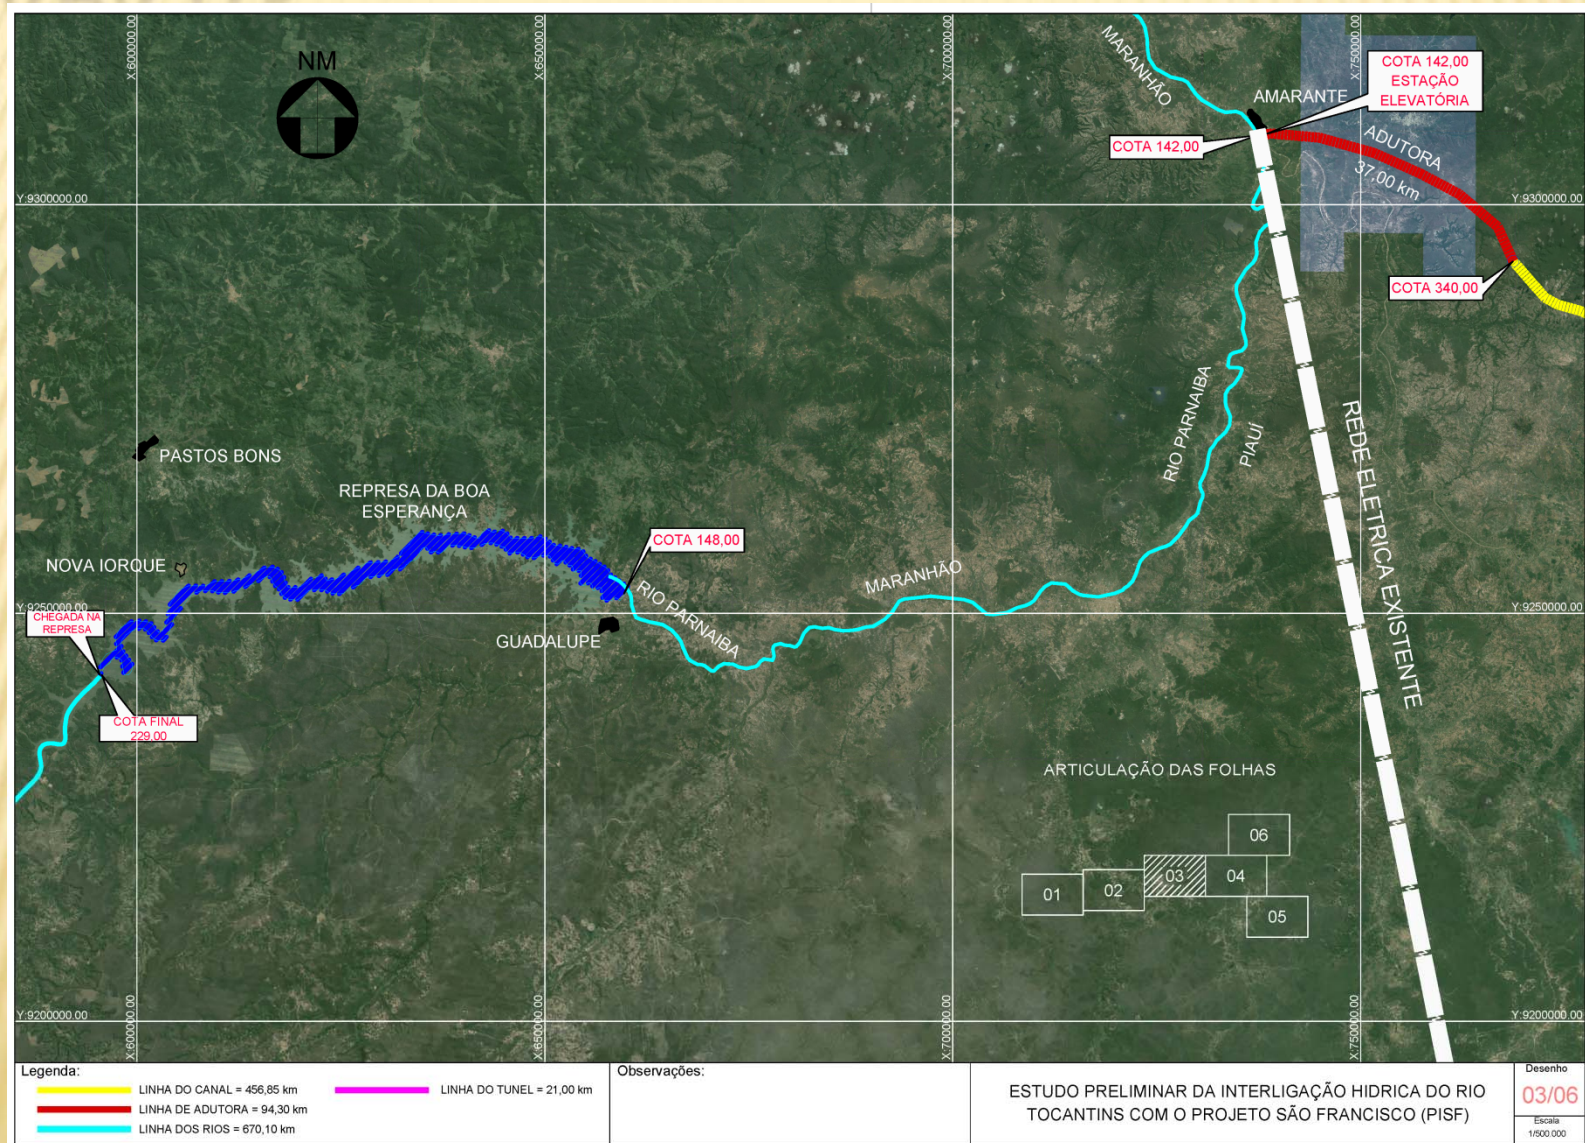 X:600000.00
X:650000.00
X:700000.00
X:750000.00
NM
MARANHÃO
AMARANTE
COTA 142,00
ESTAÇÃO
ELEVATÓRIA
COTA 142,00
ADUTORA
37,00 km
Y:9300000.00
Y:9300000.00
COTA 340,00
RIO PARNAIBA
PIAUÍ
REDE ELETRICA EXISTENTE
PASTOS BONS
REPRESA DA BOA
ESPERANÇA
COTA 148,00
NOVA IORQUE
MARANHÃO
RIO PARNAIBA
Y:9250000.00
Y:9250000.00
CHEGADA NA
REPRESA
GUADALUPE
COTA FINAL
229,00
ARTICULAÇÃO DAS FOLHAS
06
01
02
03
04
05
Y:9200000.00
Y:9200000.00
X:600000.00
X:650000.00
X:700000.00
X:750000.00
Legenda:
LINHA DO CANAL = 456,85 km
LINHA DE ADUTORA = 94,30 km
LINHA DOS RIOS = 670,10 km
LINHA DO TUNEL = 21,00 km
Observações:
ESTUDO PRELIMINAR DA INTERLIGAÇÃO HIDRICA DO RIO
TOCANTINS COM O PROJETO SÃO FRANCISCO (PISF)
Desenho
03/06
Escala
1/500.000